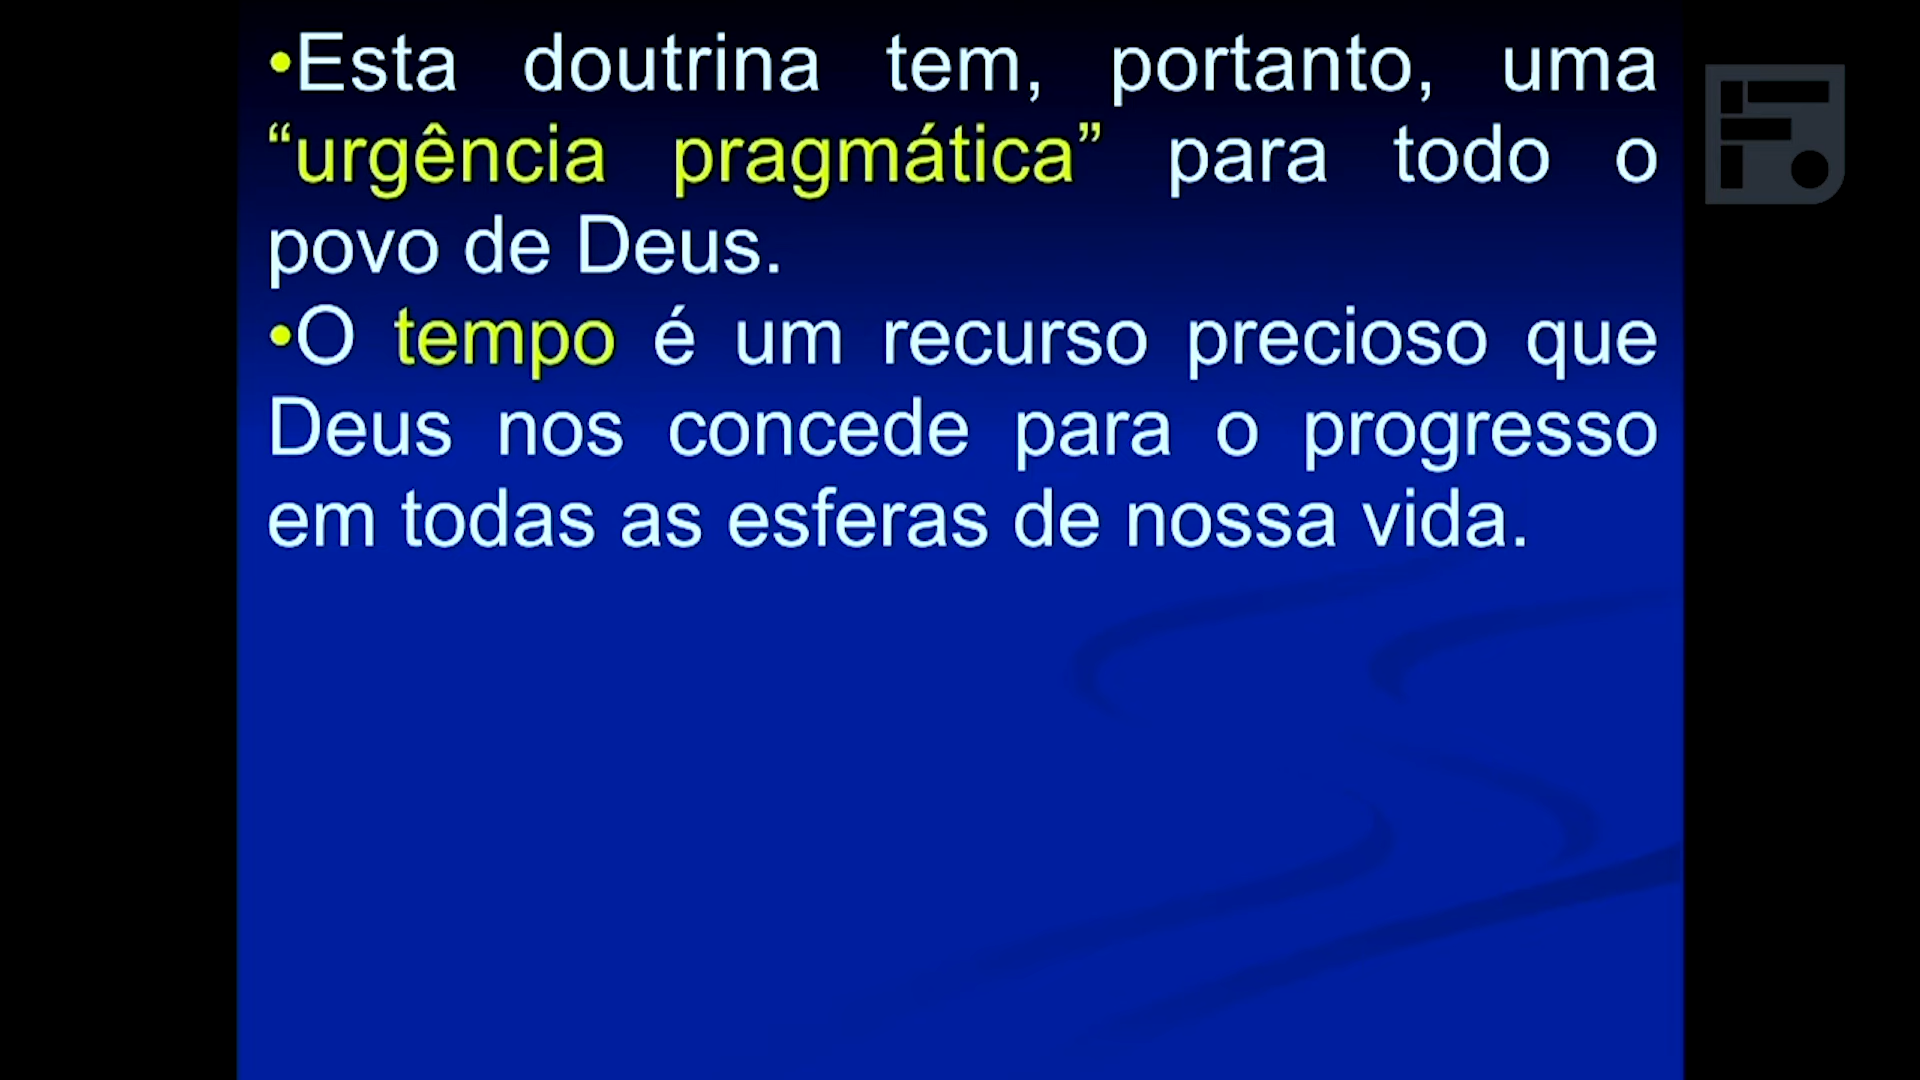 •Esta doutrina tem, portanto, uma
“urgência pragmática” para todo o
povo de Deus.
•O tempo é um recurso precioso que
Deus nos concede para o progresso
em todas as esferas de nossa vida.